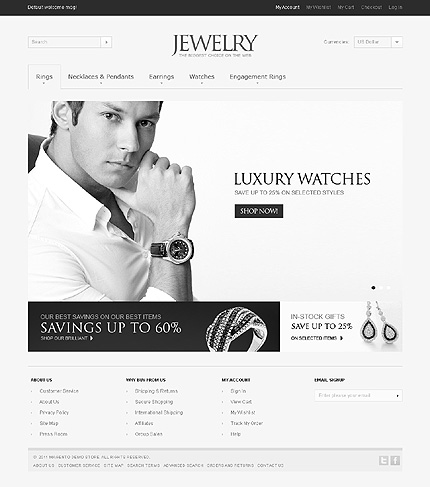 Default welcome msg!
My Account My Wishlist My Cart Checkout Log In
Search
JEWELRY
THE BIGGEST CHOICE ON THE WEB
Currencies: US Dollar
Rings Necklaces & Pendants Earrings Watches Engagement Rings
LUXURY WATCHES
SAVE UP TO 25% ON SELECTED STYLES
SHOP NOW!
OUR BEST SAVINGS ON OUR BEST ITEMS
SAVINGS UP TO 60%
SHOP OUR BRILLIANT
IN-STOCK GIFTS
SAVE UP TO 25%
ON SELECTED ITEMS
ABOUT US
Customer Service
About Us
Privacy Policy
Site Map
Press Room
WHY BUY FROM US
Shipping & Returns
Secure Shopping
International Shipping
Affiliates
Group Sales
MY ACCOUNT
Sign In
View Cart
My Wishlist
Track My Order
Help
EMAIL SIGNUP
Enter your email
© 2011 MAGENTO DEMO STORE. ALL RIGHTS RESERVED.
ABOUT US CUSTOMER SERVICE SITE MAP SEARCH TERMS ADVANCED SEARCH ORDERS AND RETURNS CONTACT US